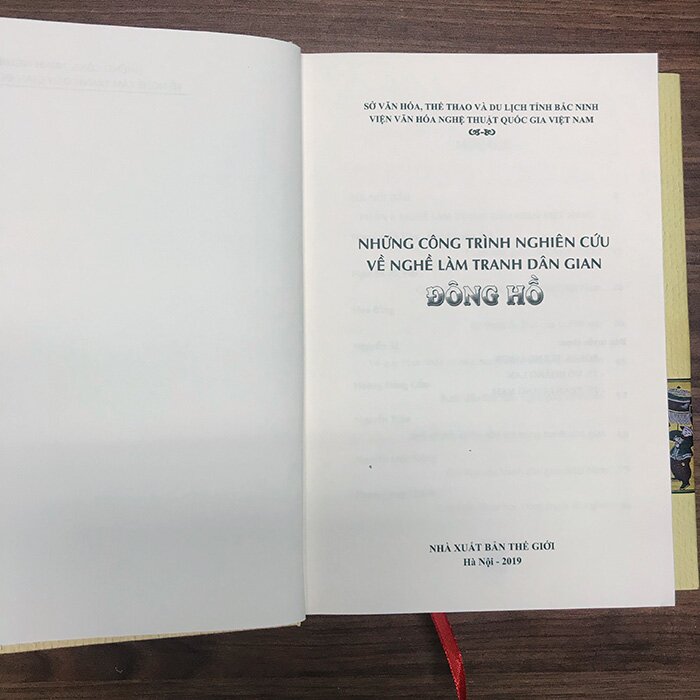 SỞ VĂN HÓA, THỂ THAO VÀ DU LỊCH TỈNH BẮC NINH
VIỆN VĂN HÓA NGHỆ THUẬT QUỐC GIA VIỆT NAM
NHỮNG CÔNG TRÌNH NGHIÊN CỨU
VỀ NGHỀ LÀM TRANH DÂN GIAN
ĐÔNG HỒ
NHÀ XUẤT BẢN THẾ GIỚI
Hà Nội - 2019